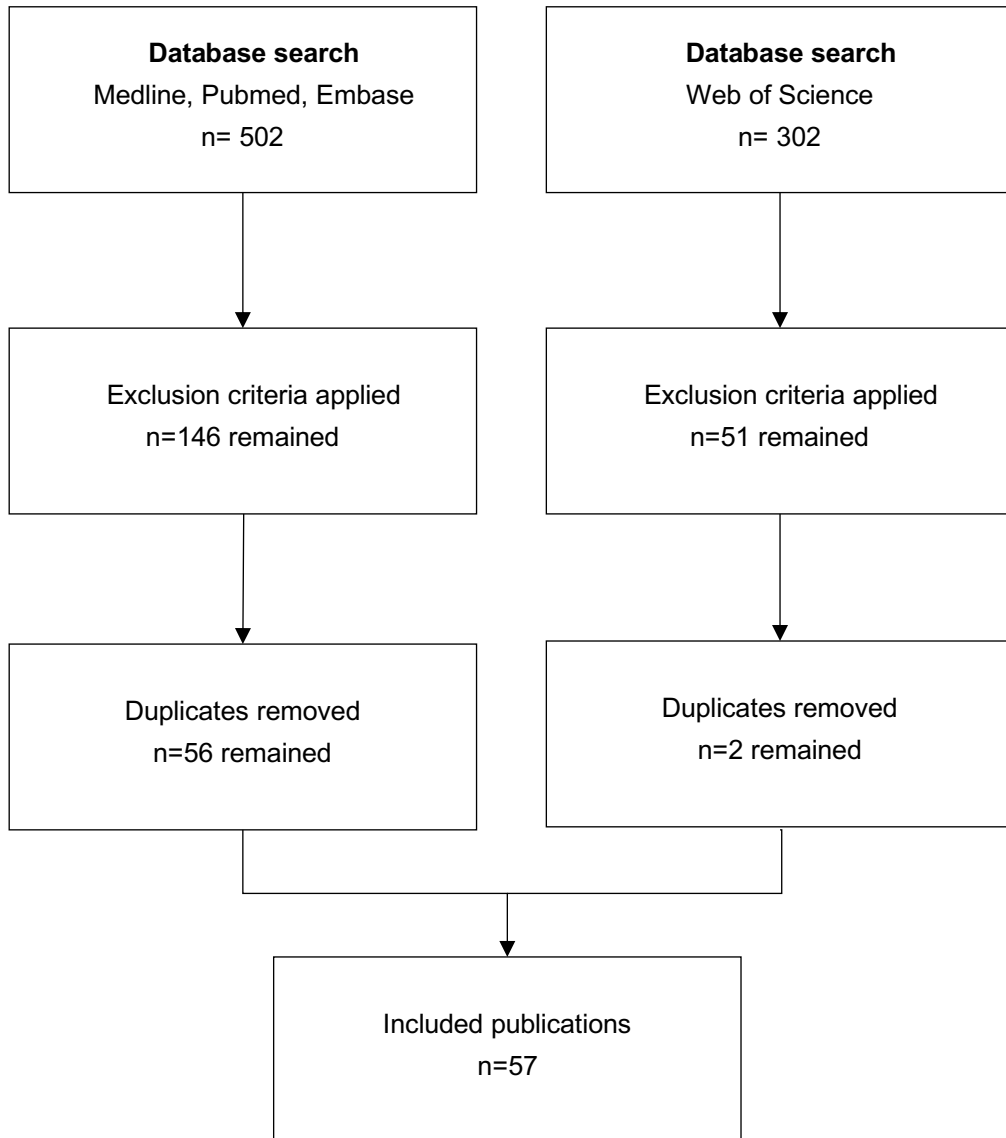 Database search
Medline, Pubmed, Embase
n= 502
Database search
Web of Science
n= 302
Exclusion criteria applied
n=146 remained
Exclusion criteria applied
n=51 remained
Duplicates removed
n=56 remained
Duplicates removed
n=2 remained
Included publications
n=57